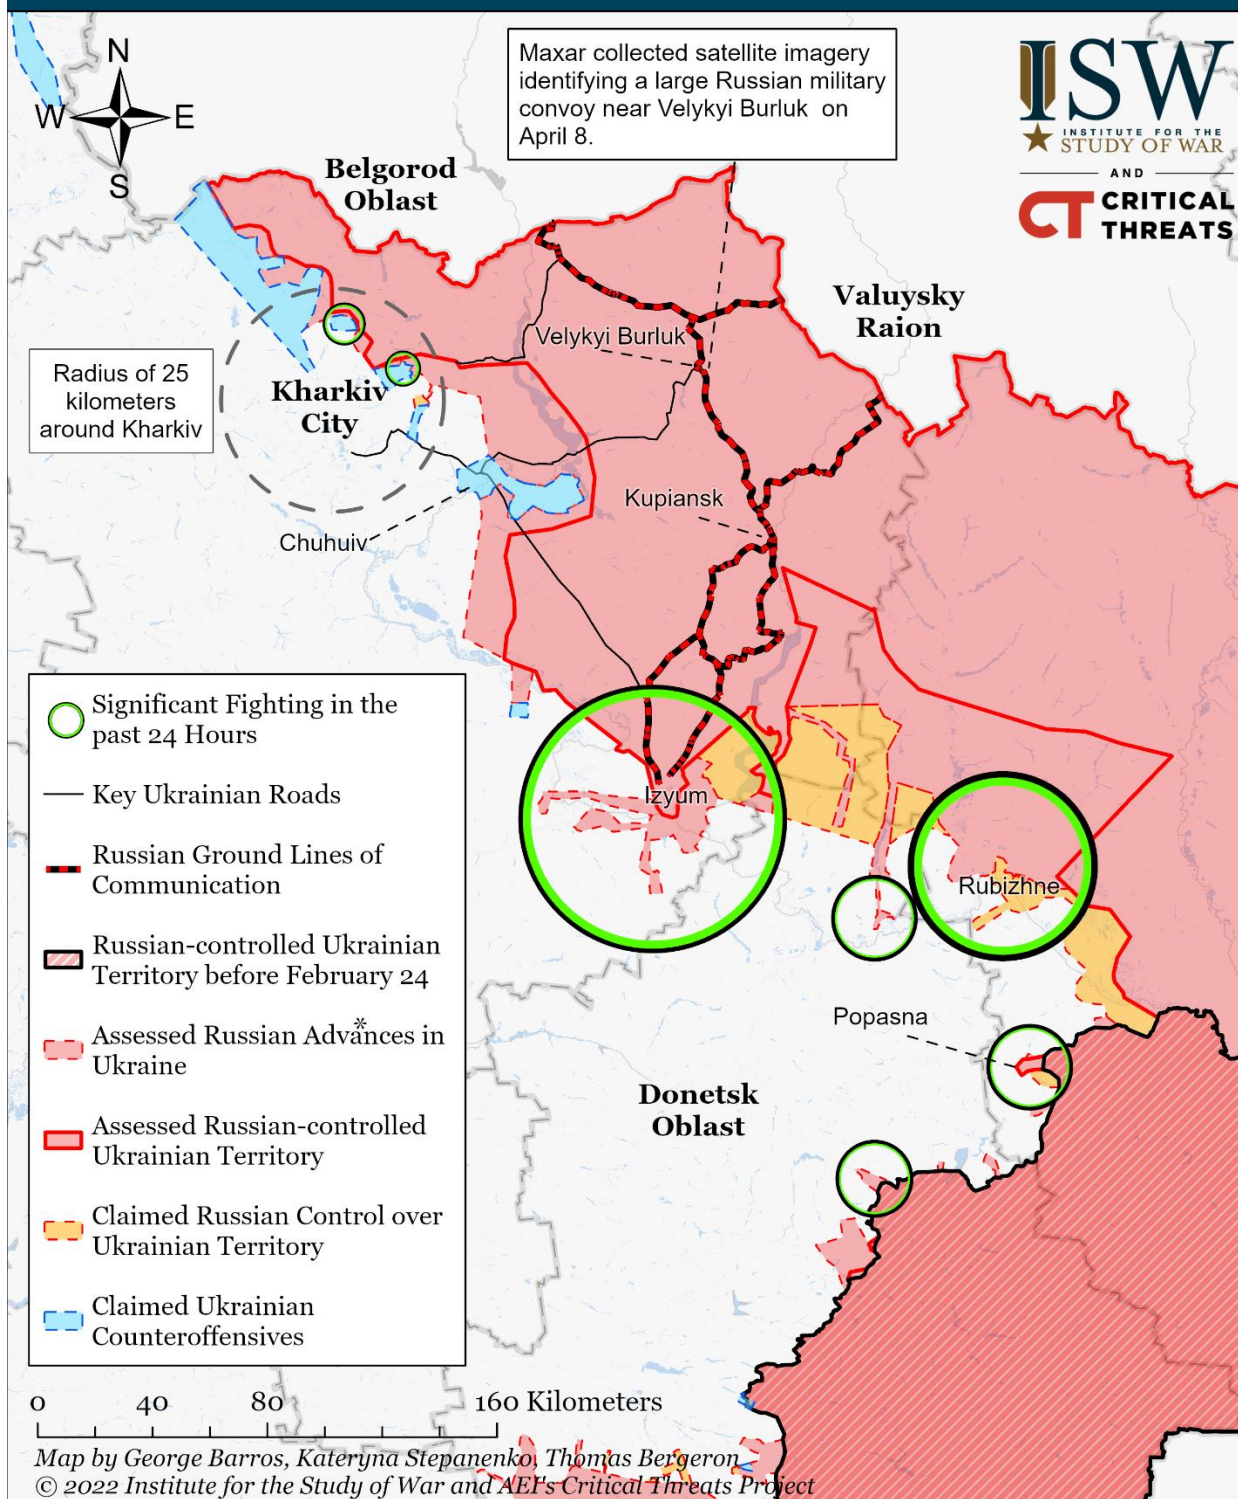 N
W
E
S
Maxar collected satellite imagery
identifying a large Russian military
convoy near Velykyi Burluk on
April 8.
ISW
INSTITUTE FOR THE
STUDY OF WAR
AND
CT CRITICAL
THREATS
Belgorod
Oblast
Valuysky
Raion
Velykyi Burluk
Radius of 25
kilometers
around Kharkiv
Kharkiv
City
Kupiansk
Chuhuiv
Izyum
Rubizhne
Popasna
Donetsk
Oblast
Significant Fighting in the
past 24 Hours
Key Ukrainian Roads
Russian Ground Lines of
Communication
Russian-controlled Ukrainian
Territory before February 24
Assessed Russian Advances in
Ukraine
*
Assessed Russian-controlled
Ukrainian Territory
Claimed Russian Control over
Ukrainian Territory
Claimed Ukrainian
Counteroffensives
0 40 80 160 Kilometers
Map by George Barros, Kateryna Stepanenko, Thomas Bergeron
© 2022 Institute for the Study of War and AEI's Critical Threats Project